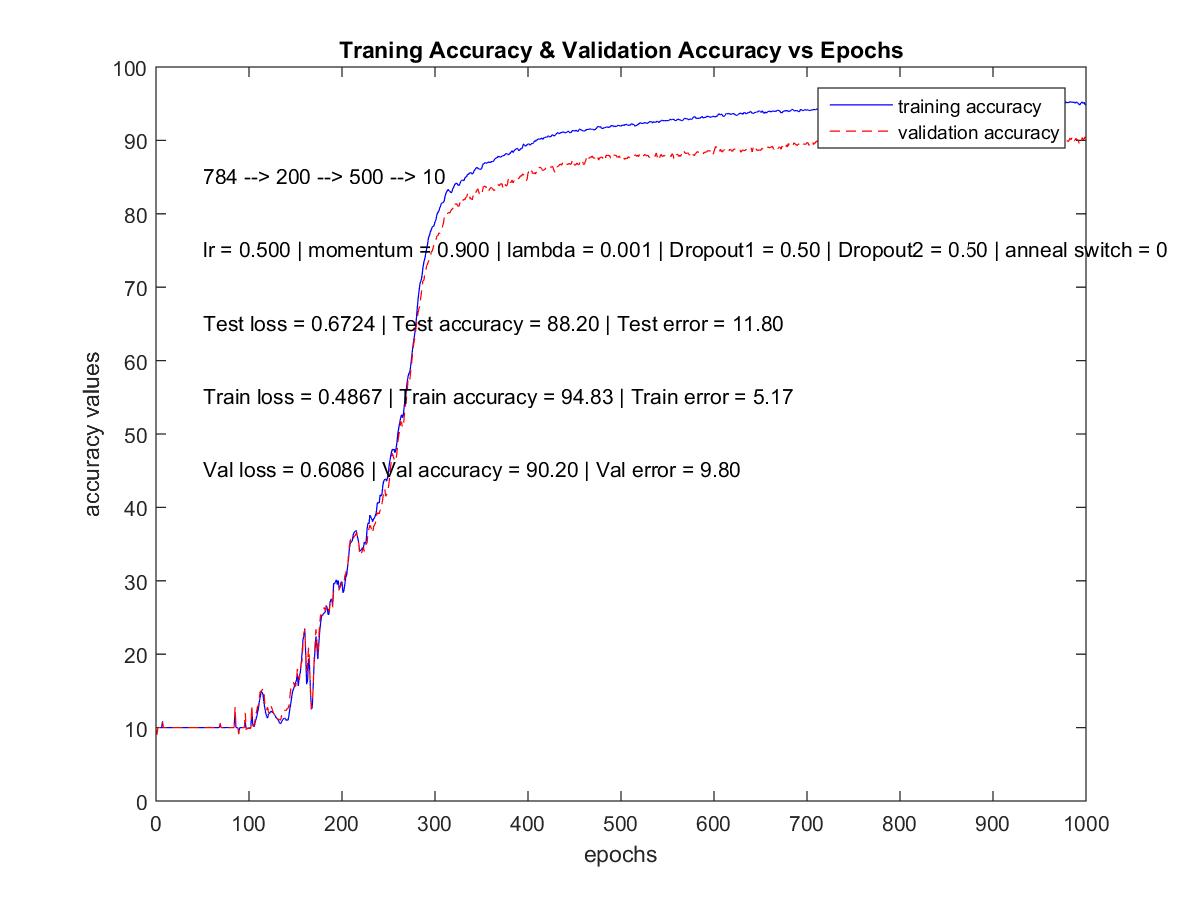 Traning Accuracy & Validation Accuracy vs Epochs
100
90
80
70
60
50
40
30
20
10
0
accuracy values
training accuracy
validation accuracy
784 --> 200 --> 500 --> 10
lr = 0.500 | momentum = 0.900 | lambda = 0.001 | Dropout1 = 0.50 | Dropout2 = 0.50 | anneal switch = 0
Test loss = 0.6724 | Test accuracy = 88.20 | Test error = 11.80
Train loss = 0.4867 | Train accuracy = 94.83 | Train error = 5.17
Val loss = 0.6086 | Val accuracy = 90.20 | Val error = 9.80
0 100 200 300 400 500 600 700 800 900 1000
epochs